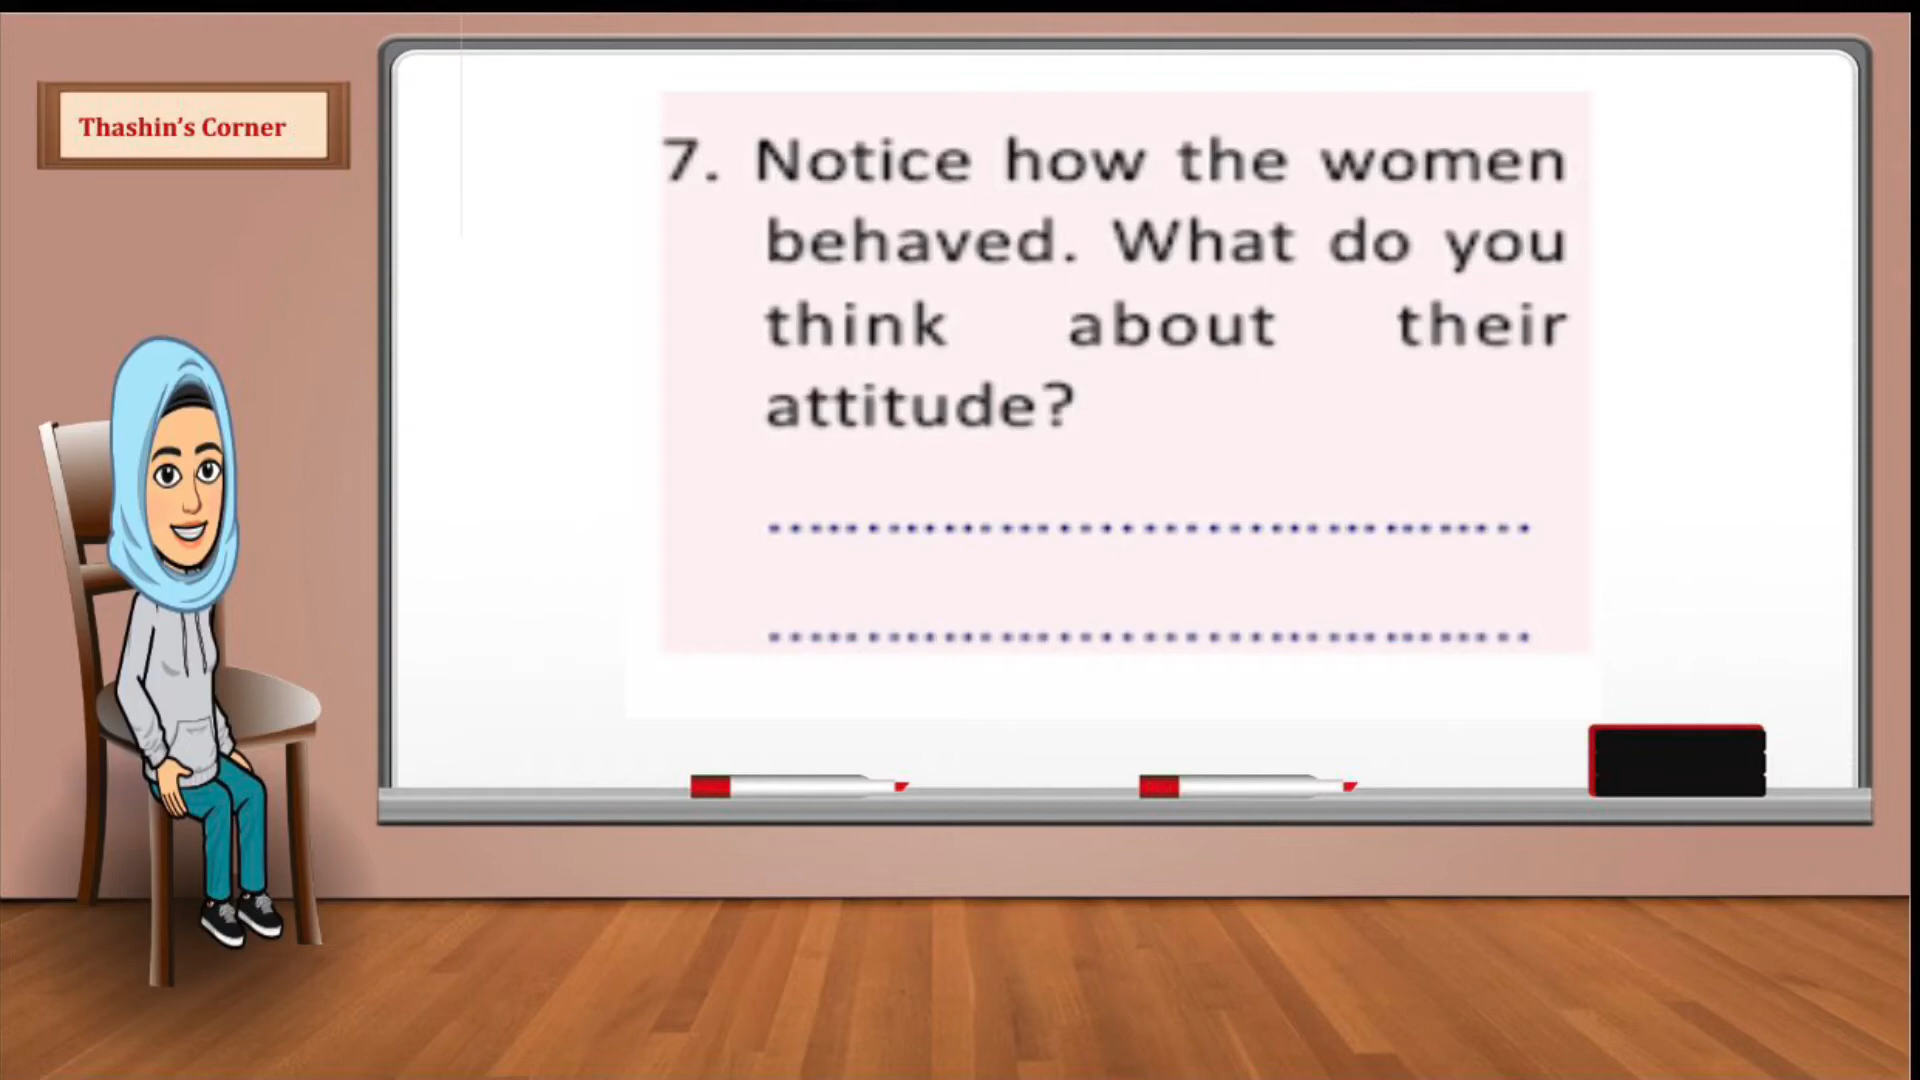 Thashin's Corner
7. Notice how the women
behaved. What do you
think about their
attitude?